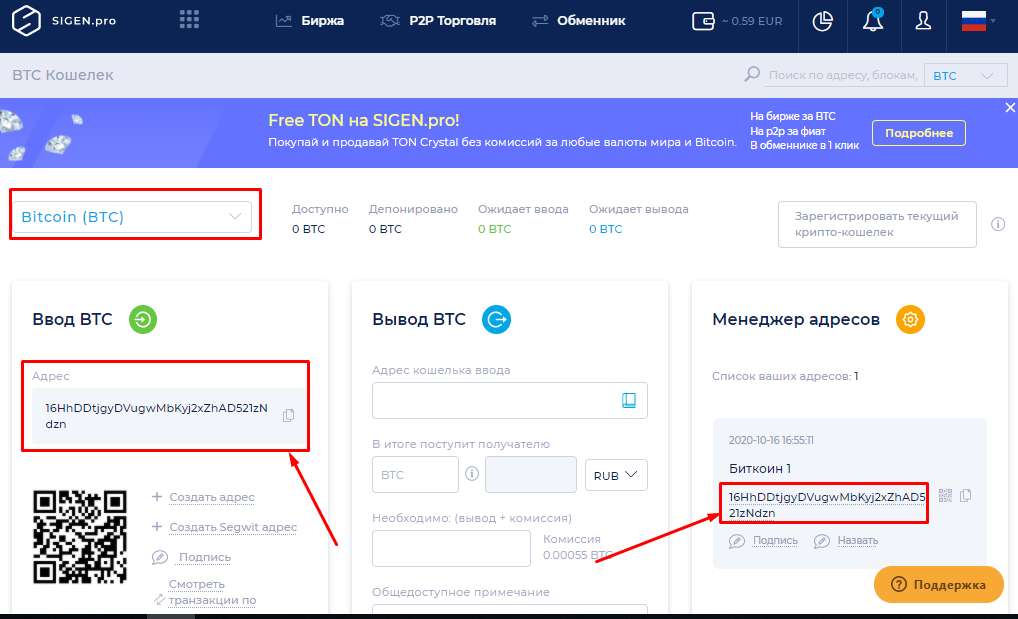 SIGEN.pro
Биржа
P2P Торговля
Обменник
~ 0.59 EUR
0
BTC Кошелек
Поиск по адресу, блокам,
BTC
Free TON на SIGEN.pro!
Покупай и продавай TON Crystal без комиссий за любые валюты мира и Bitcoin.
На бирже за BTC
На p2p за фиат
В обменнике в 1 клик
Подробнее
Bitcoin (BTC)
Доступно
0 BTC
Депонировано
0 BTC
Ожидает ввода
0 BTC
Ожидает вывода
0 BTC
Зарегистрировать текущий
крипто-кошелек
Ввод BTC
Адрес
16HhDDtjgyDVugwMbKyj2xZhAD521zN
dzn
Создать адрес
Создать Segwit адрес
Подпись
Смотреть
транзакции по
Вывод BTC
Адрес кошелька ввода
В итоге поступит получателю
BTC
RUB
Необходимо: (вывод + комиссия)
Комиссия
0.00055 BTC
Общедоступное примечание
Менеджер адресов
Список ваших адресов: 1
2020-10-16 16:55:11
Биткоин 1
16HhDDtjgyDVugwMbKyj2xZhAD5
21zNdzn
Подпись
Назвать
Поддержка